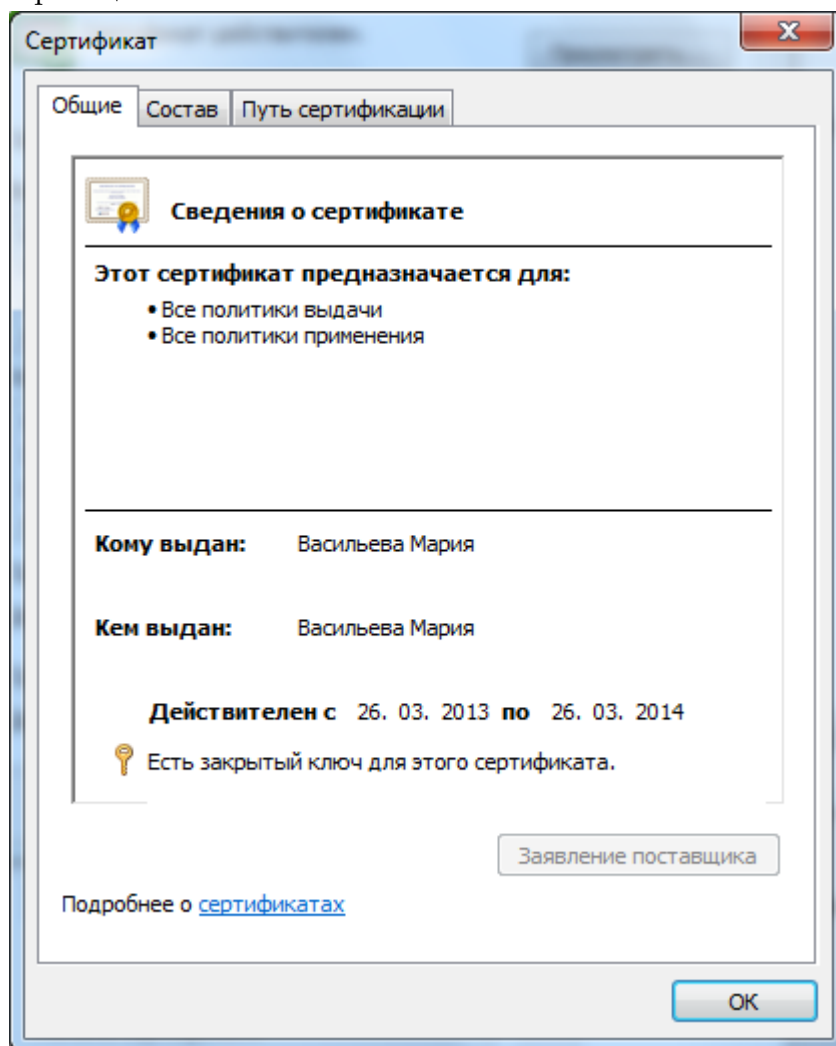 Сертификат
Общие Состав Путь сертификации
Сведения о сертификате
Этот сертификат предназначается для:
• Все политики выдачи
• Все политики применения
Кому выдан: Васильева Мария
Кем выдан: Васильева Мария
Действителен с 26. 03. 2013 по 26. 03. 2014
Есть закрытый ключ для этого сертификата.
Заявление поставщика
Подробнее о сертификатах
ОК